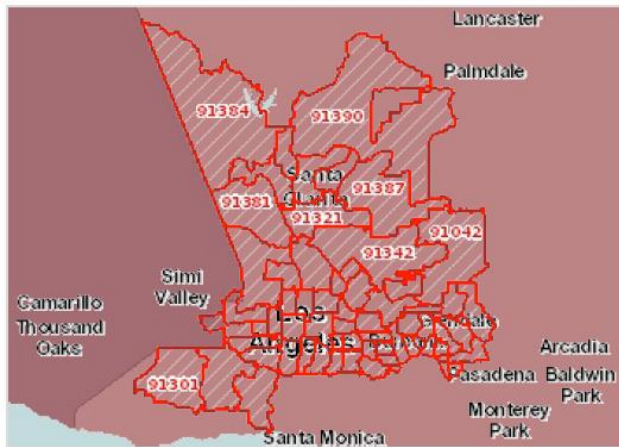 Lancaster
Palmdale
91384
91390
Santa
Clarita
91387
91381
91321
91042
91342
Simi
Valley
Los
Angeles
Camarillo
Thousand
Oaks
Glendale
Burbank
Arcadia
Pasadena
Baldwin
Park
91301
Monterey
Park
Santa Monica